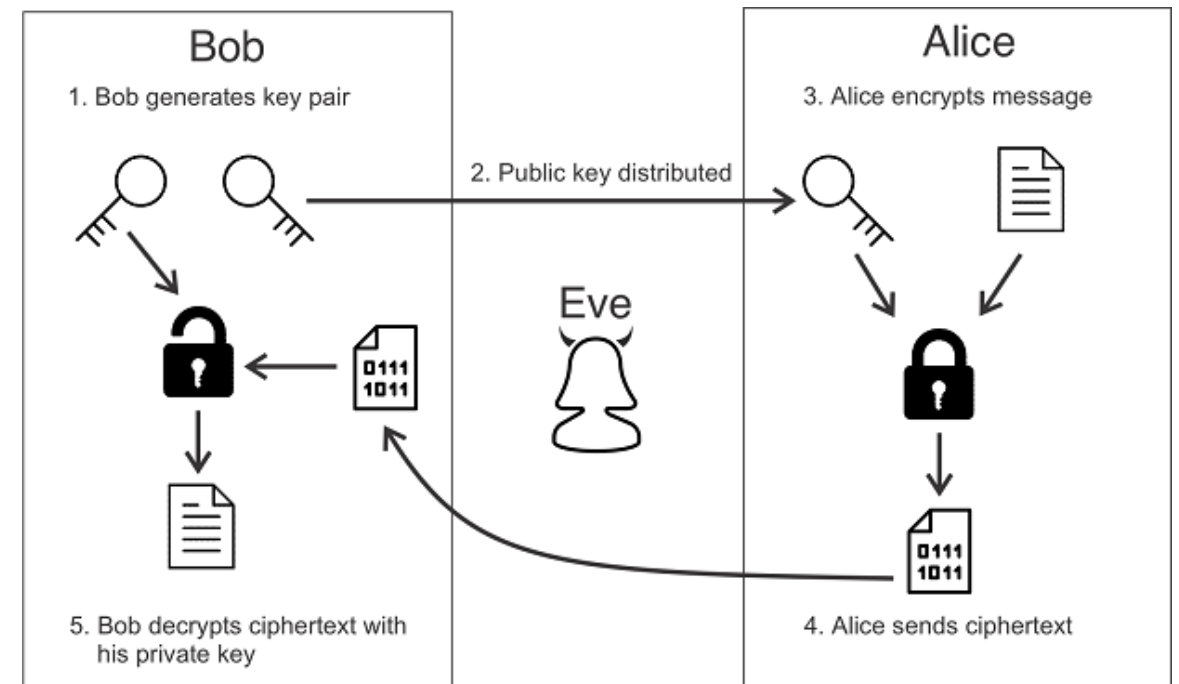 Bob
1. Bob generates key pair
2. Public key distributed
Alice
3. Alice encrypts message
Eve
0111
1011
0111
1011
4. Alice sends ciphertext
5. Bob decrypts ciphertext with
his private key